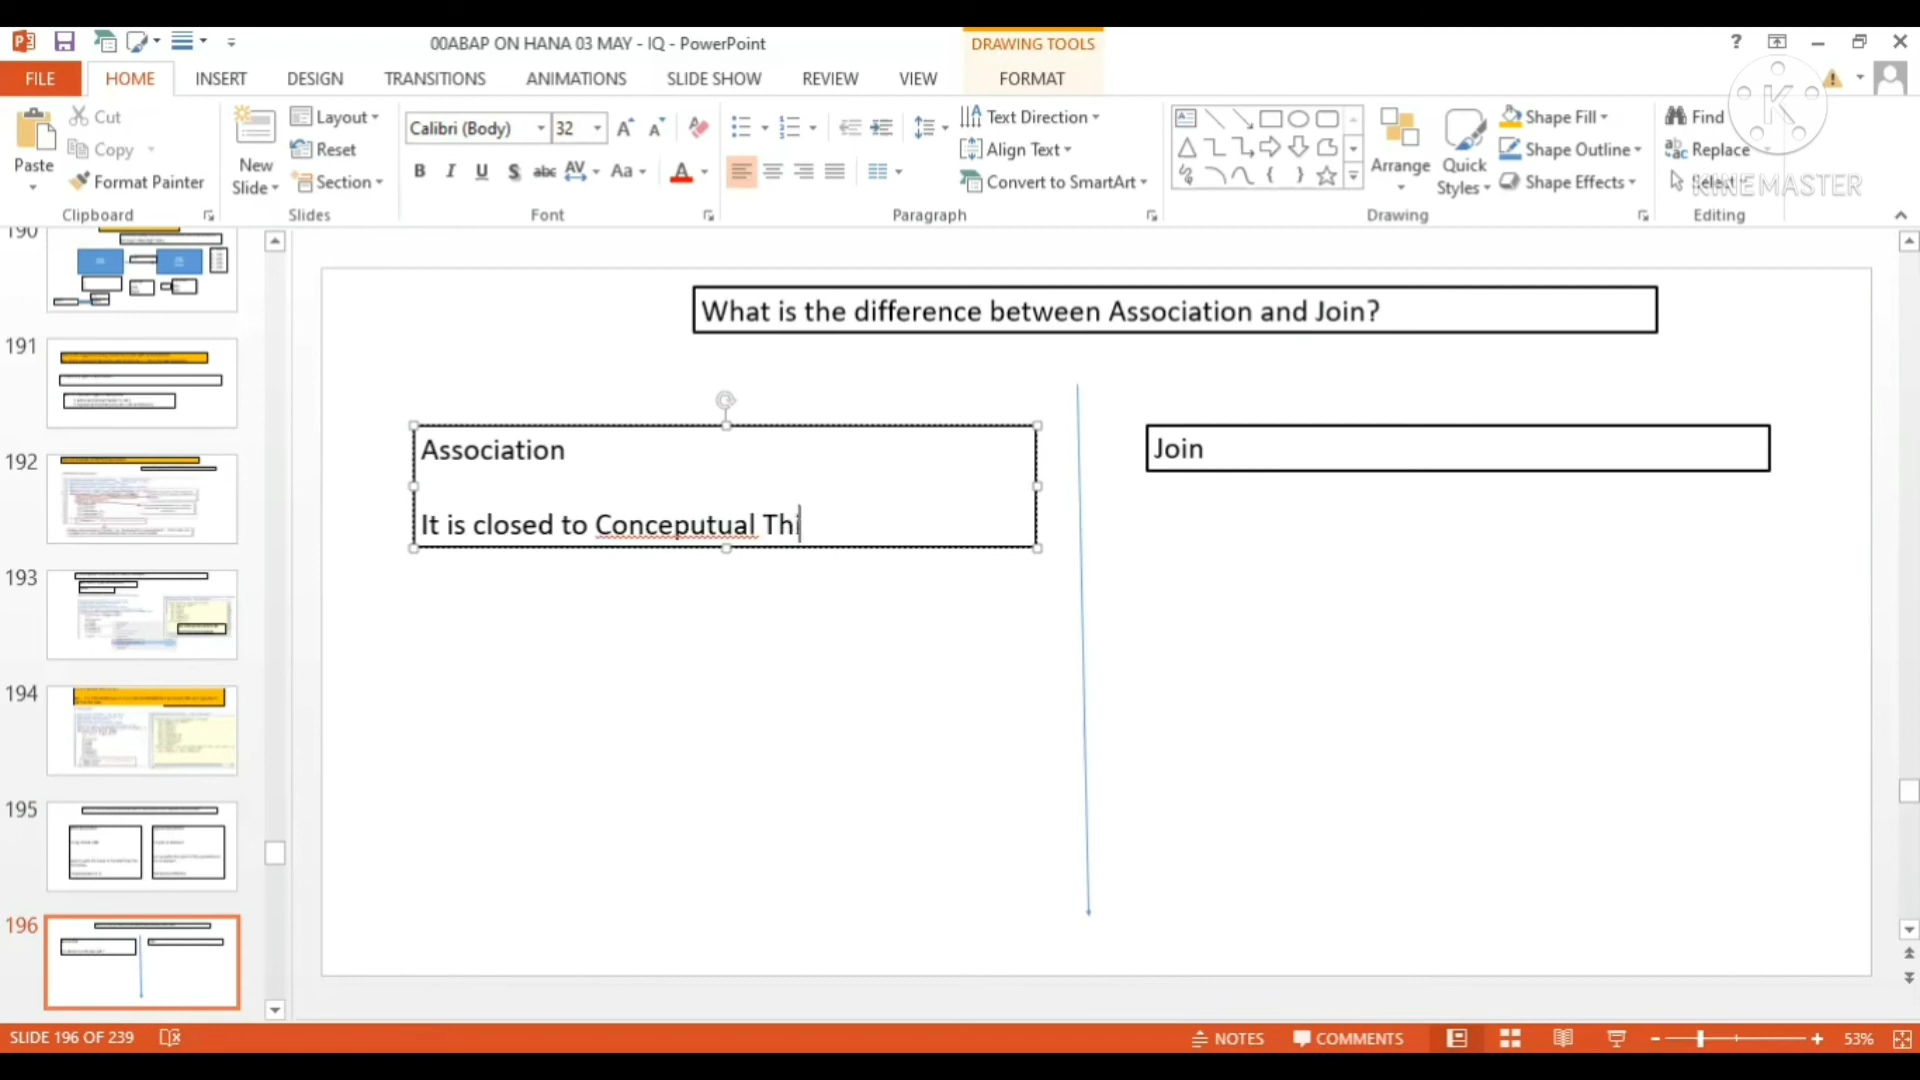 00ABAP ON HANA 03 MAY - IQ - PowerPoint
DRAWING TOOLS
?
FILE
HOME
INSERT
DESIGN
TRANSITIONS
ANIMATIONS
SLIDE SHOW
REVIEW
VIEW
FORMAT
Paste
Cut
Copy
Format Painter
Clipboard
New
Slide
Layout
Reset
Section
Slides
Calibri (Body)
32
Font
Text Direction
Align Text
Convert to SmartArt
Paragraph
Arrange
Quick
Styles
Shape Fill
Shape Outline
Shape Effects
Drawing
Find
Replace
Select
Editing
K
KINEMASTER
190
191
192
193
194
195
196
What is the difference between Association and Join?
Association
It is closed to Conceputual Thi
Join
SLIDE 196 OF 239
NOTES
COMMENTS
53%